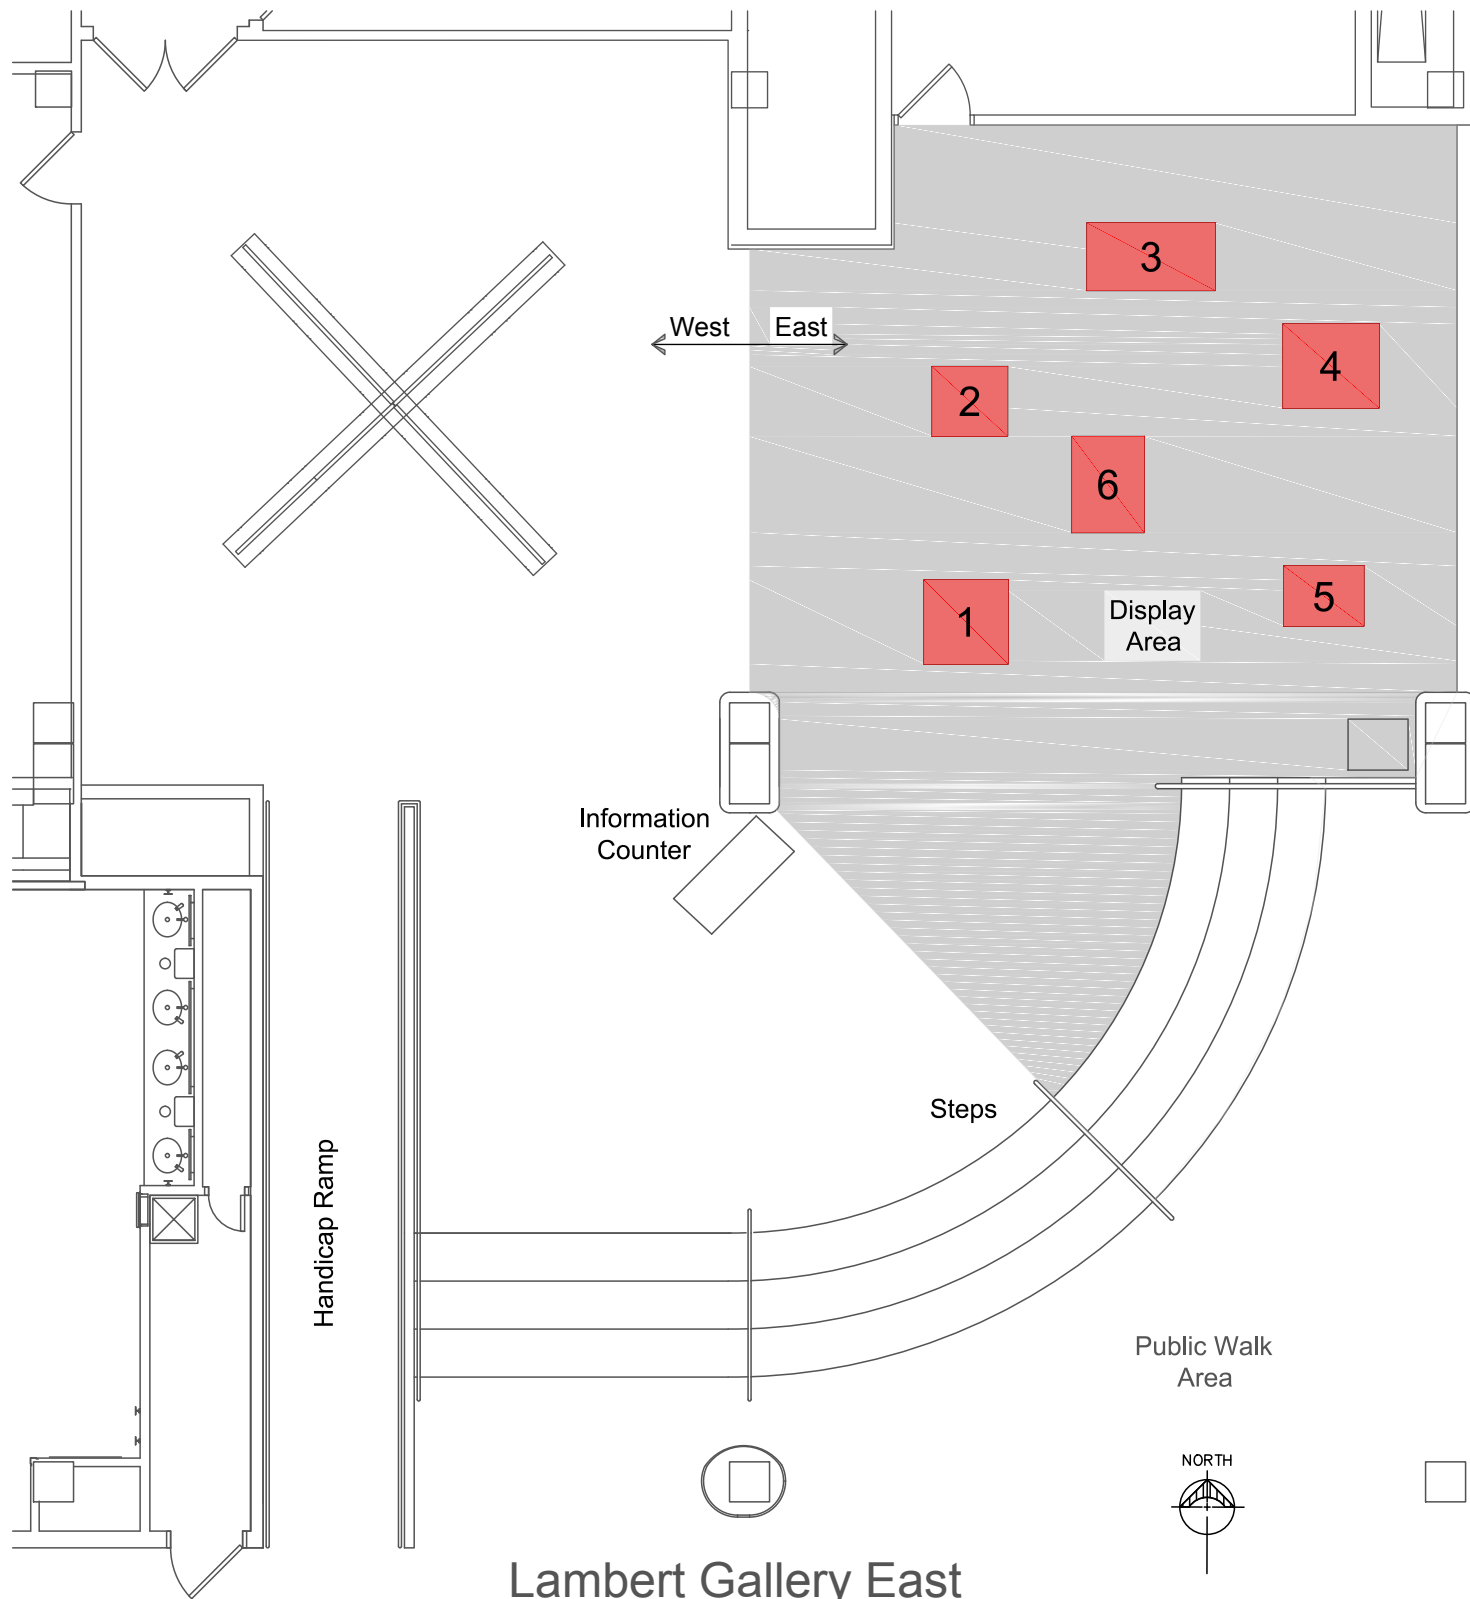 3
West
East
4
2
6
5
1
Display
Area
Information
Counter
Steps
Handicap Ramp
Public Walk
Area
NORTH
Lambert Gallery East